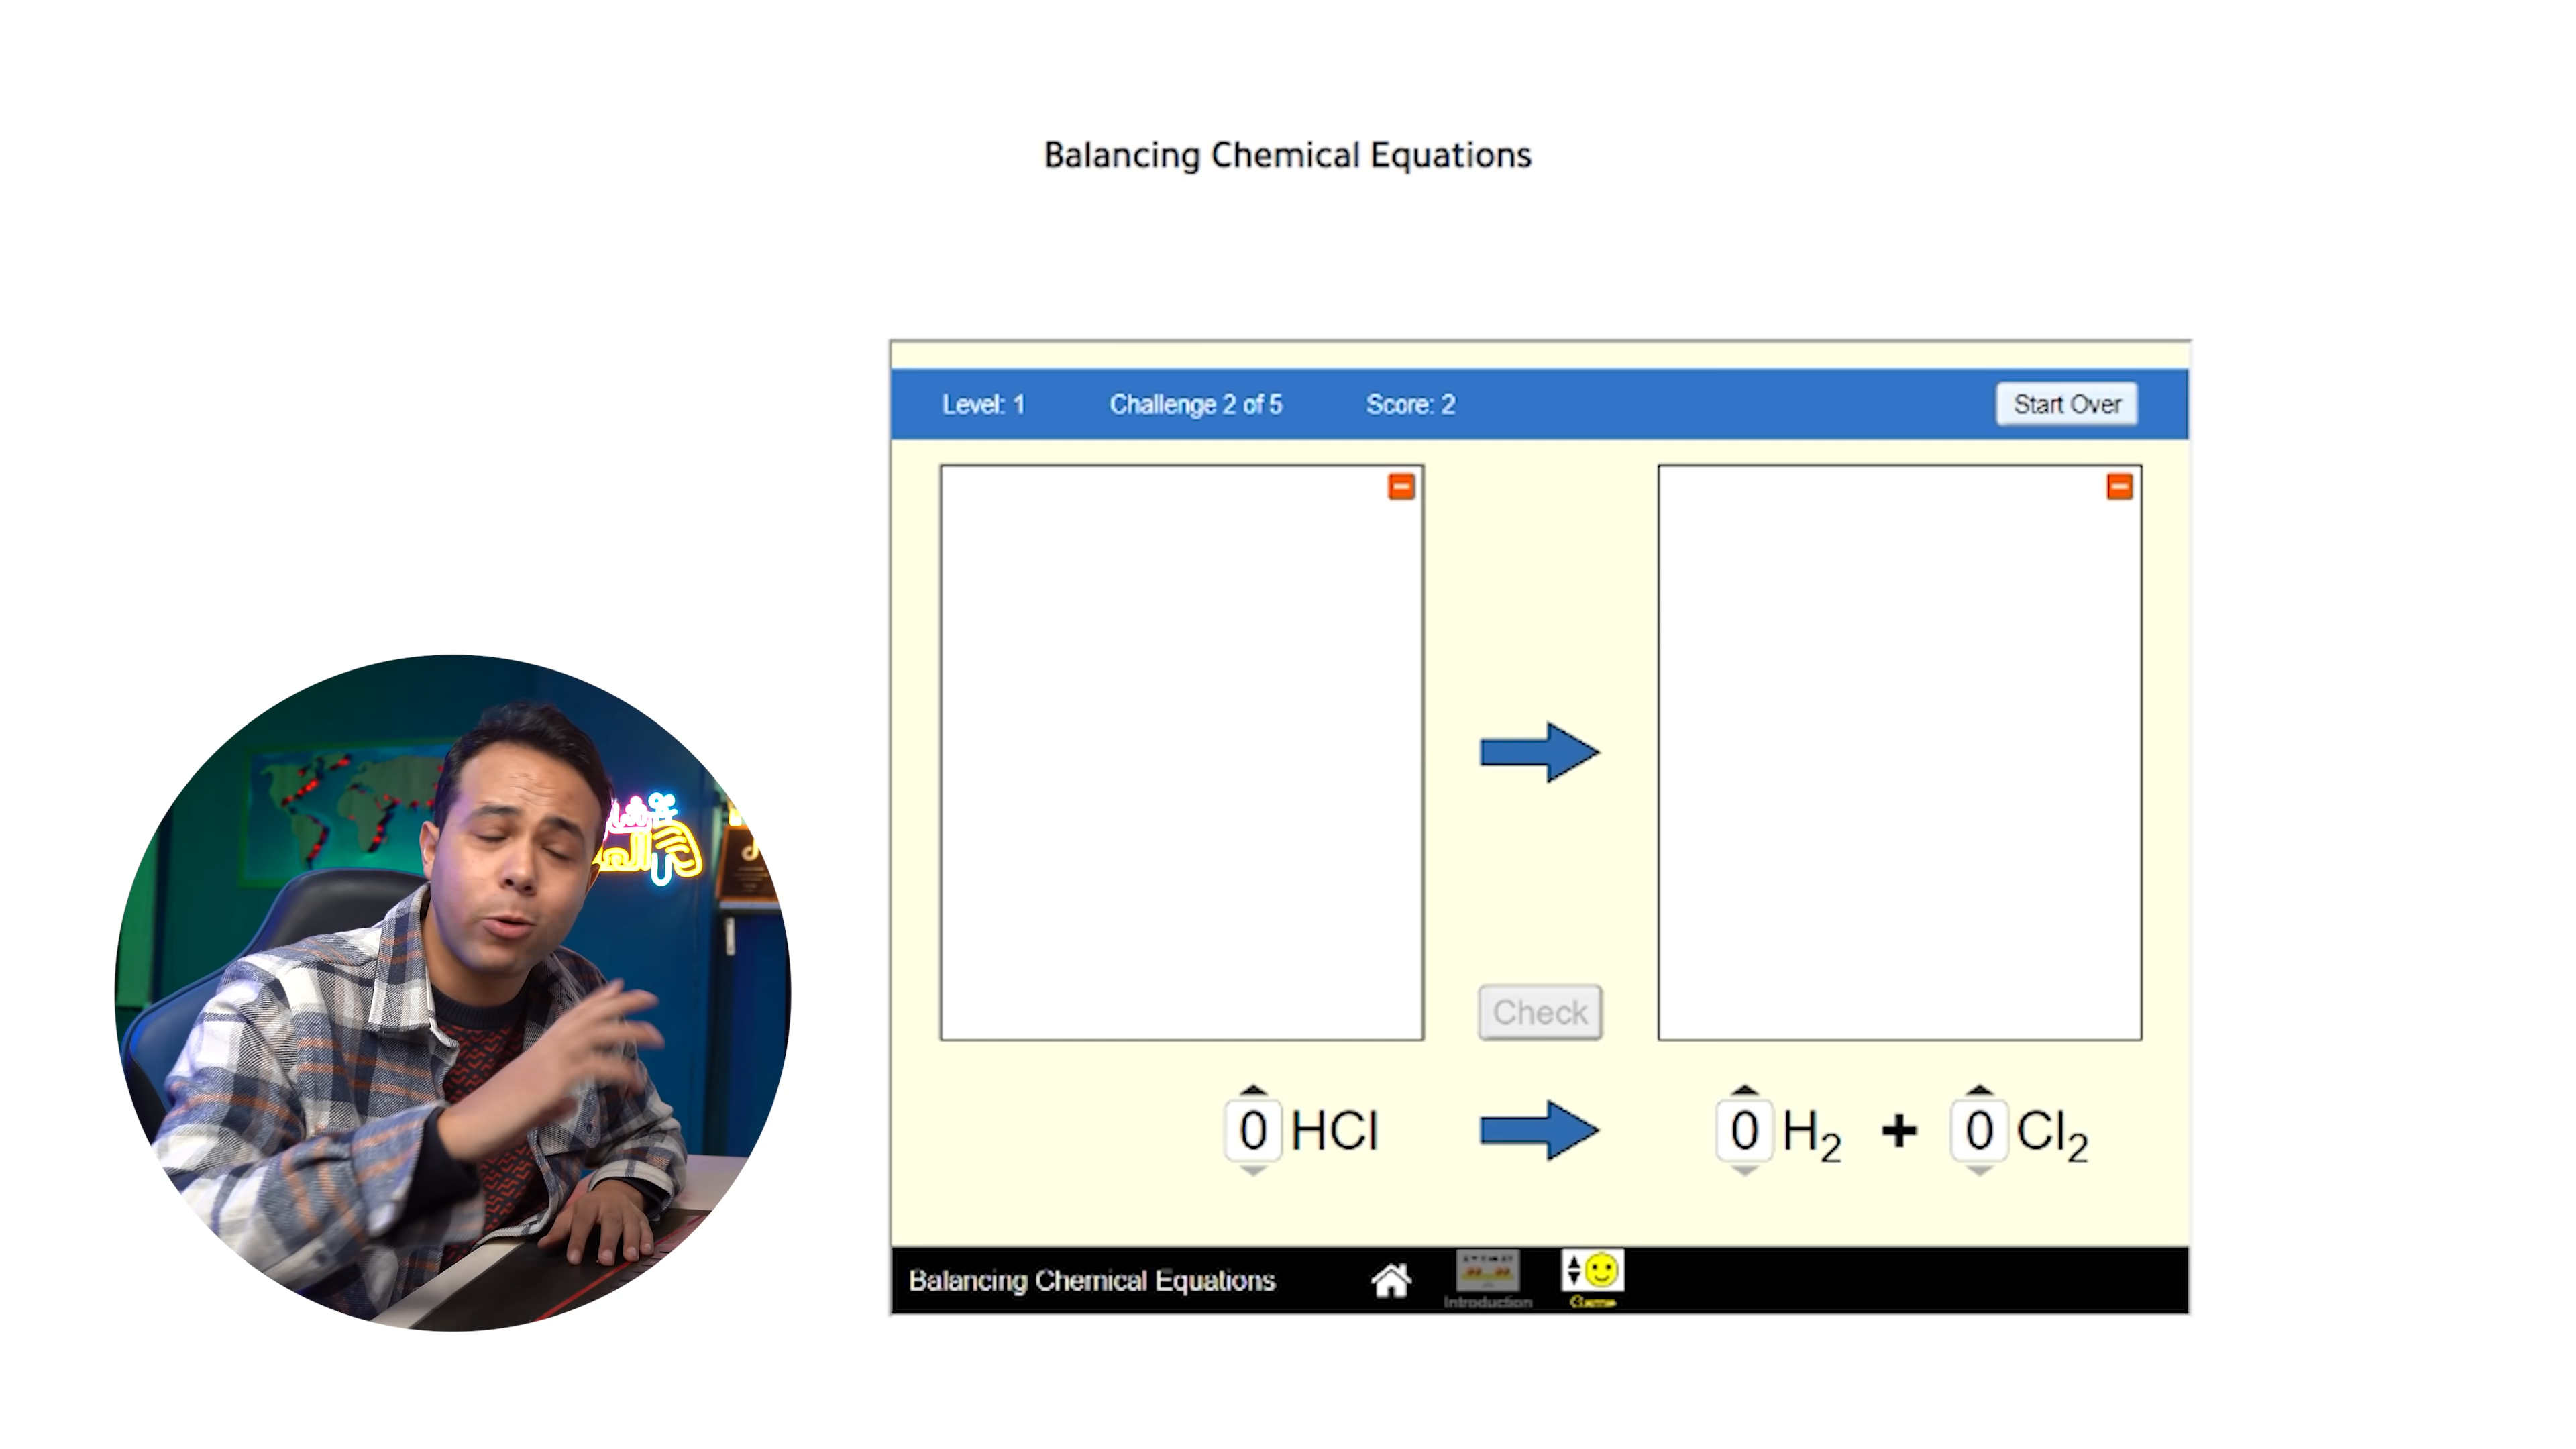 Balancing Chemical Equations
Level: 1 Challenge 2 of 5 Score: 2 Start Over
Check
0 HCl 0 H₂ + 0 Cl₂
Balancing Chemical Equations
Introduction Game